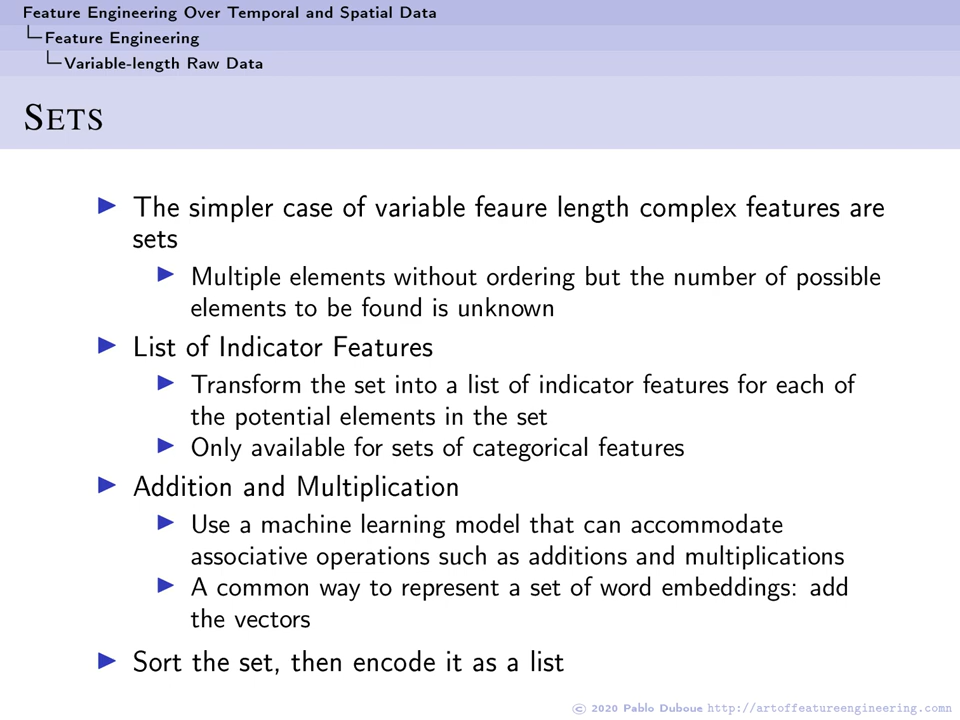 Feature Engineering Over Temporal and Spatial Data
Feature Engineering
Variable-length Raw Data
SETS
The simpler case of variable feaure length complex features are
sets
Multiple elements without ordering but the number of possible
elements to be found is unknown
List of Indicator Features
Transform the set into a list of indicator features for each of
the potential elements in the set
Only available for sets of categorical features
Addition and Multiplication
Use a machine learning model that can accommodate
associative operations such as additions and multiplications
A common way to represent a set of word embeddings: add
the vectors
Sort the set, then encode it as a list
© 2020 Pablo Duboue http://artoffeatureengineering.comn